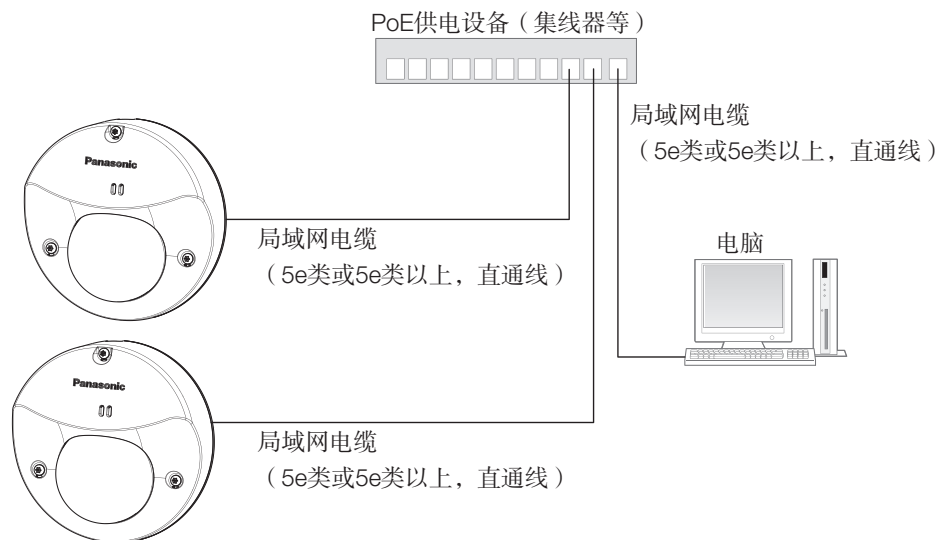 PoE供电设备（集线器等）
局域网电缆
（5e类或5e类以上，直通线）
Panasonic
局域网电缆
（5e类或5e类以上，直通线）
电脑
Panasonic
局域网电缆
（5e类或5e类以上，直通线）